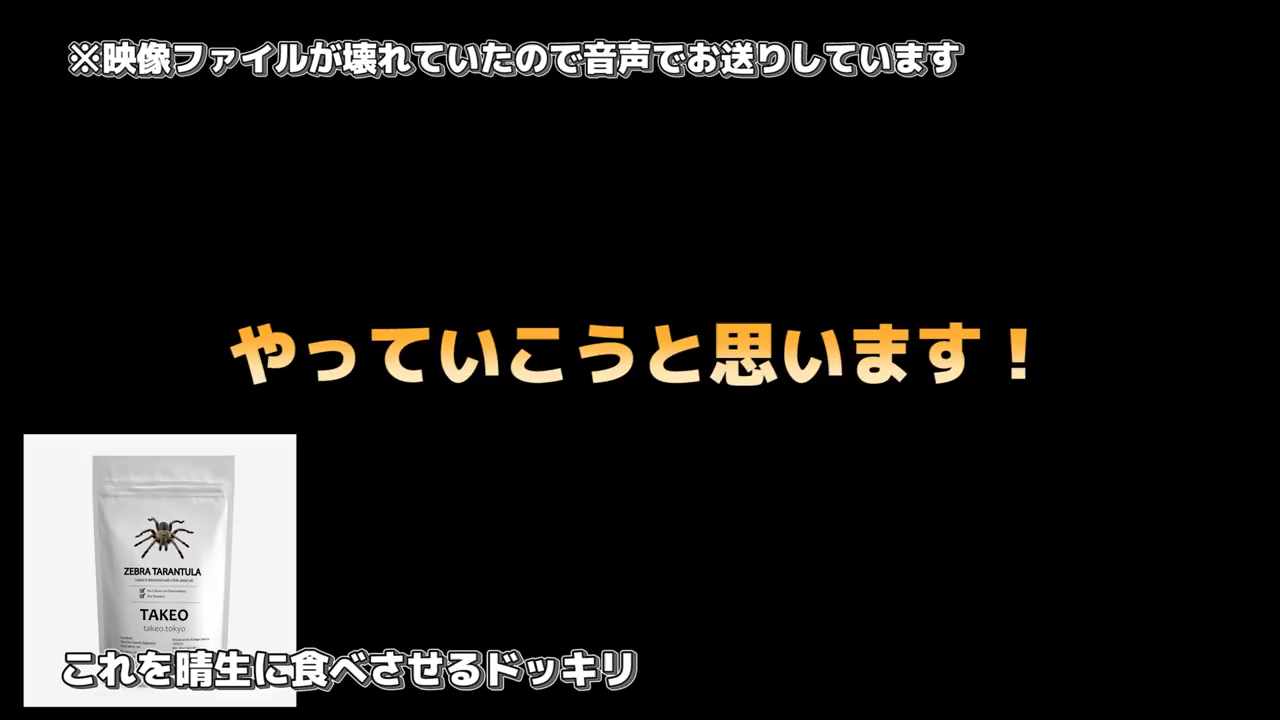 ※映像ファイルが壊れていたので音声でお送りしています
やっていこうと思います！
ZEBRA TARANTULA
TAKEO
takeo.tokyo
これを晴生に食べさせるドッキリ